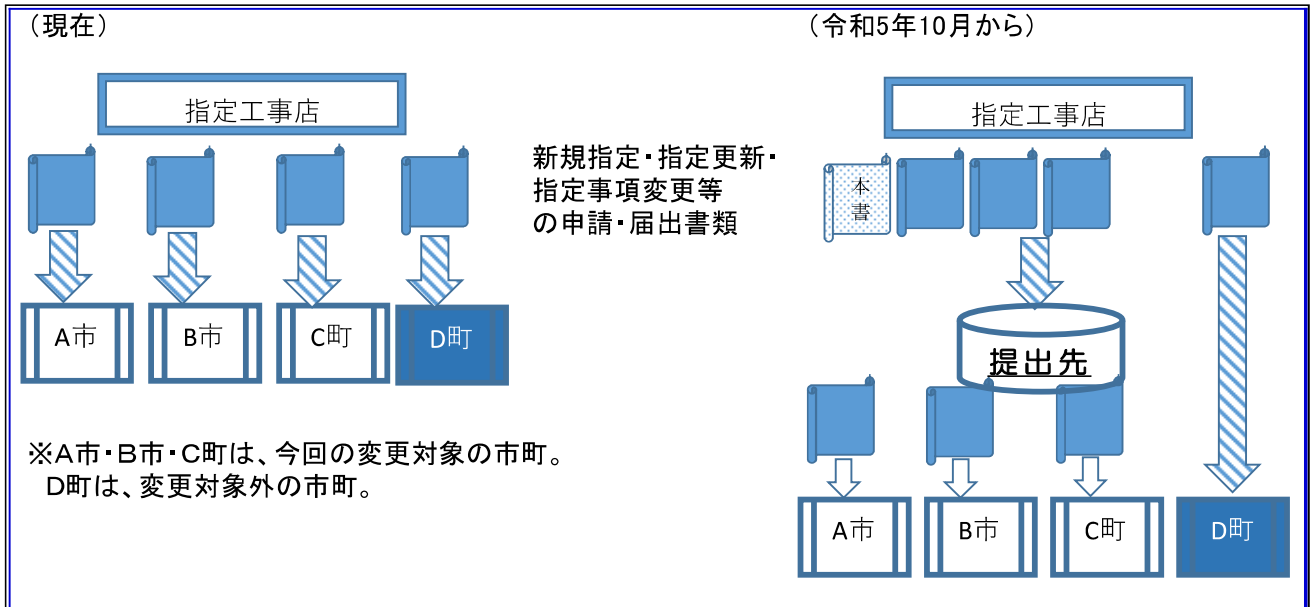 （現在）
指定工事店
A市
B市
C町
D町
※A市・B市・C町は、今回の変更対象の市町。
D町は、変更対象外の市町。
新規指定・指定更新・
指定事項変更等
の申請・届出書類
（令和5年10月から）
指定工事店
本
書
提出先
A市
B市
C町
D町